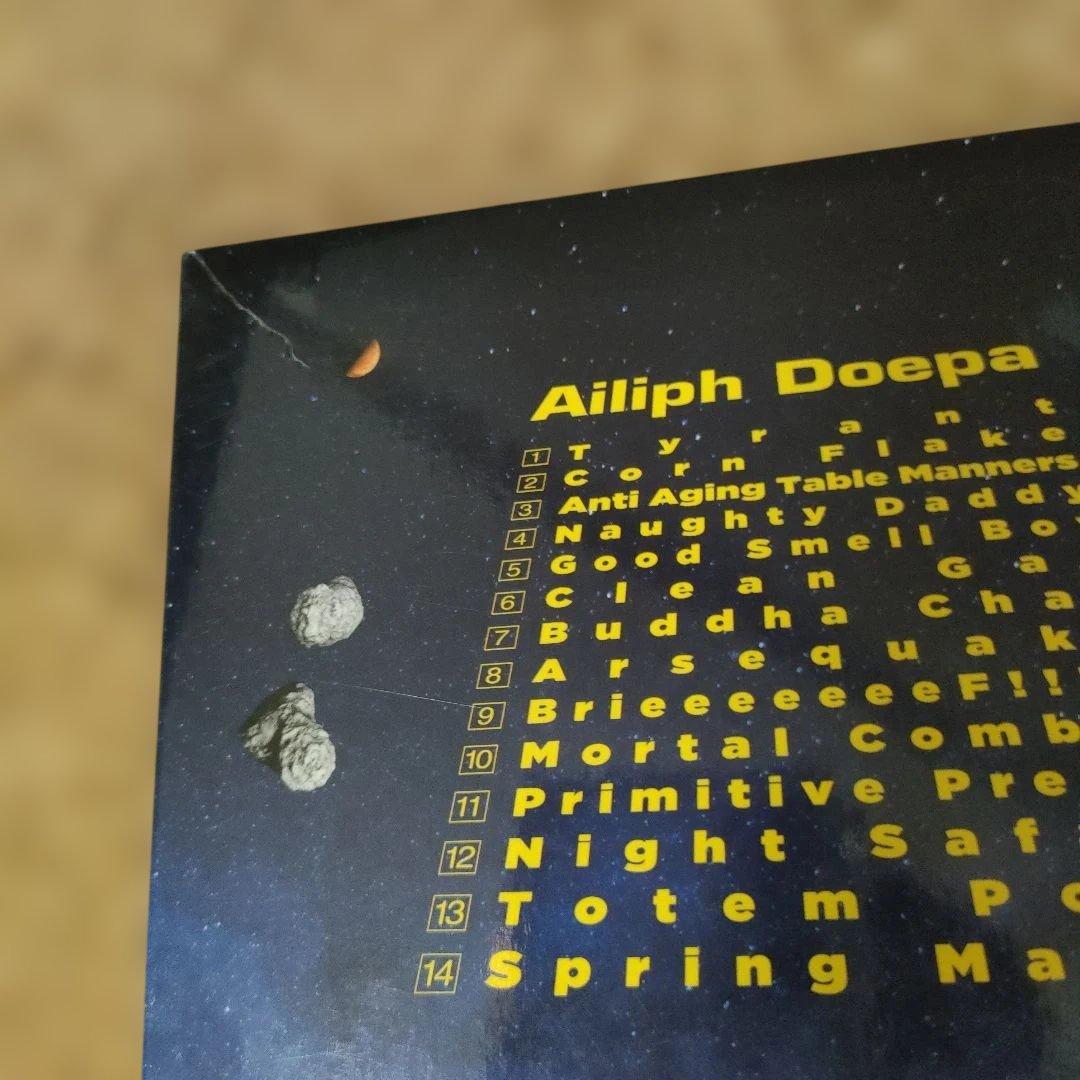 Ailiph Doepa
1 Tyrant
2 Corn Flake
3 Anti Aging Table Manners
4 Naughty Daddy
5 Good Smell Boy
6 Clean Ga
7 Buddha Cha
8 Arsequak
9 BrieeeeeeeF!!
10 Mortal Comb
11 Primitive Pre
12 Night Saf
13 Totem Po
14 Spring Ma